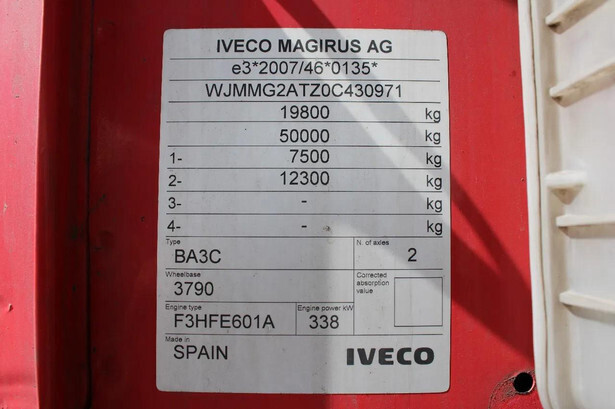 IVECO MAGIRUS AG
e3*2007/46*0135*
WJMMG2ATZ0C430971
19800 kg
50000 kg
1- 7500 kg
2- 12300 kg
3- - kg
4- - kg
Type N. of axles
BA3C 2
Wheelbase Corrected absorption value
3790
Engine type Engine power kW
F3HFE601A 338
Made in
SPAIN IVECO